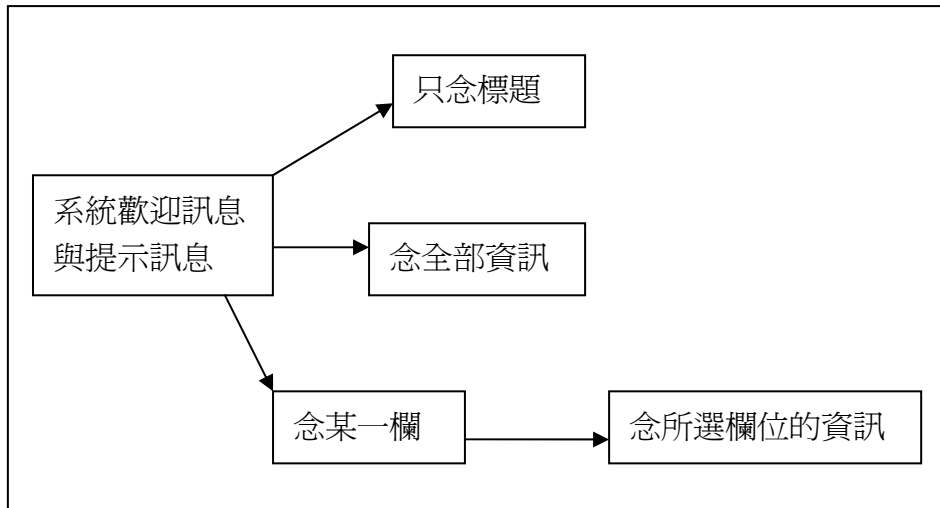 只念標題
系統歡迎訊息
與提示訊息
念全部資訊
念某一欄
念所選欄位的資訊